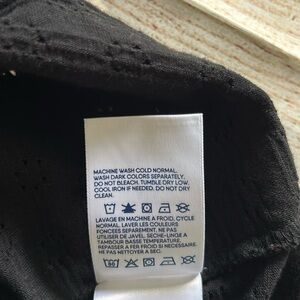 MACHINE WASH COLD NORMAL.
WASH DARK COLORS SEPARATELY.
DO NOT BLEACH. TUMBLE DRY LOW.
COOL IRON IF NEEDED. DO NOT DRY
CLEAN.
LAVAGE EN MACHINE A FROID, CYCLE
NORMAL. LAVER LES COULEURS
FONCEES SEPAREMENT. NE PAS
UTILISER DE JAVEL. SECHE-LINGE A
TAMBOUR BASSE TEMPERATURE.
REPASSER A FER FROID SI NECESSAIRE.
NE PAS NETTOYER A SEC.